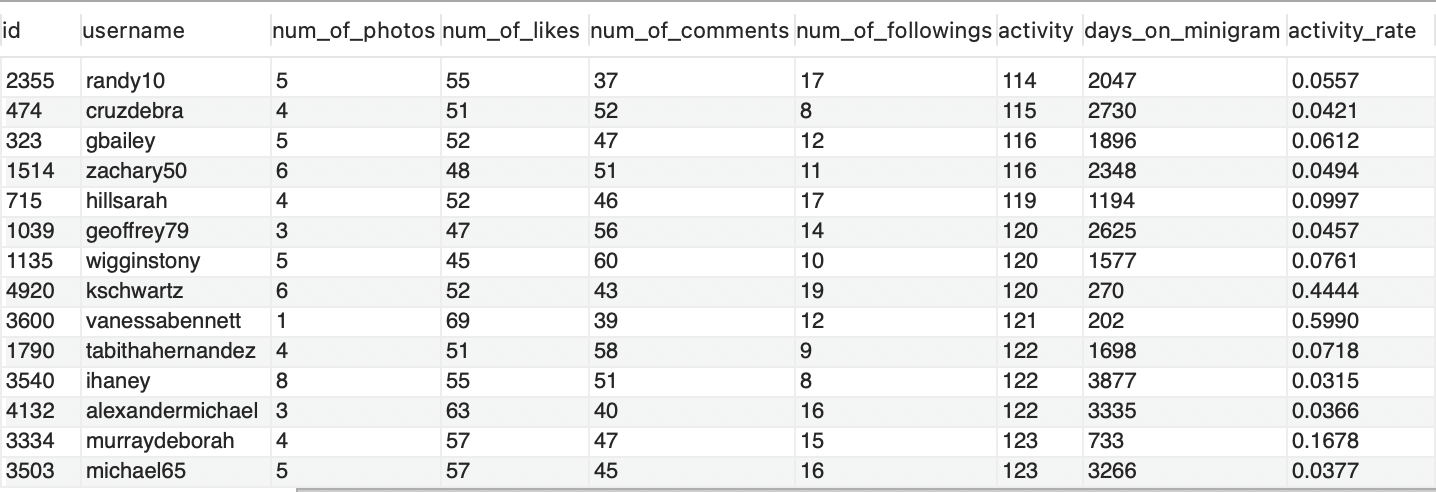 id username num_of_photos num_of_likes num_of_comments num_of_followings activity days_on_minigram activity_rate
2355 randy10 5 55 37 17 114 2047 0.0557
474 cruzdebra 4 51 52 8 115 2730 0.0421
323 gbailey 5 52 47 12 116 1896 0.0612
1514 zachary50 6 48 51 11 116 2348 0.0494
715 hillsarah 4 52 46 17 119 1194 0.0997
1039 geoffrey79 3 47 56 14 120 2625 0.0457
1135 wigginstony 5 45 60 10 120 1577 0.0761
4920 kschwartz 6 52 43 19 120 270 0.4444
3600 vanessabennett 1 69 39 12 121 202 0.5990
1790 tabithahernandez 4 51 58 9 122 1698 0.0718
3540 ihaney 8 55 51 8 122 3877 0.0315
4132 alexandermichael 3 63 40 16 122 3335 0.0366
3334 murraydeborah 4 57 47 15 123 733 0.1678
3503 michael65 5 57 45 16 123 3266 0.0377